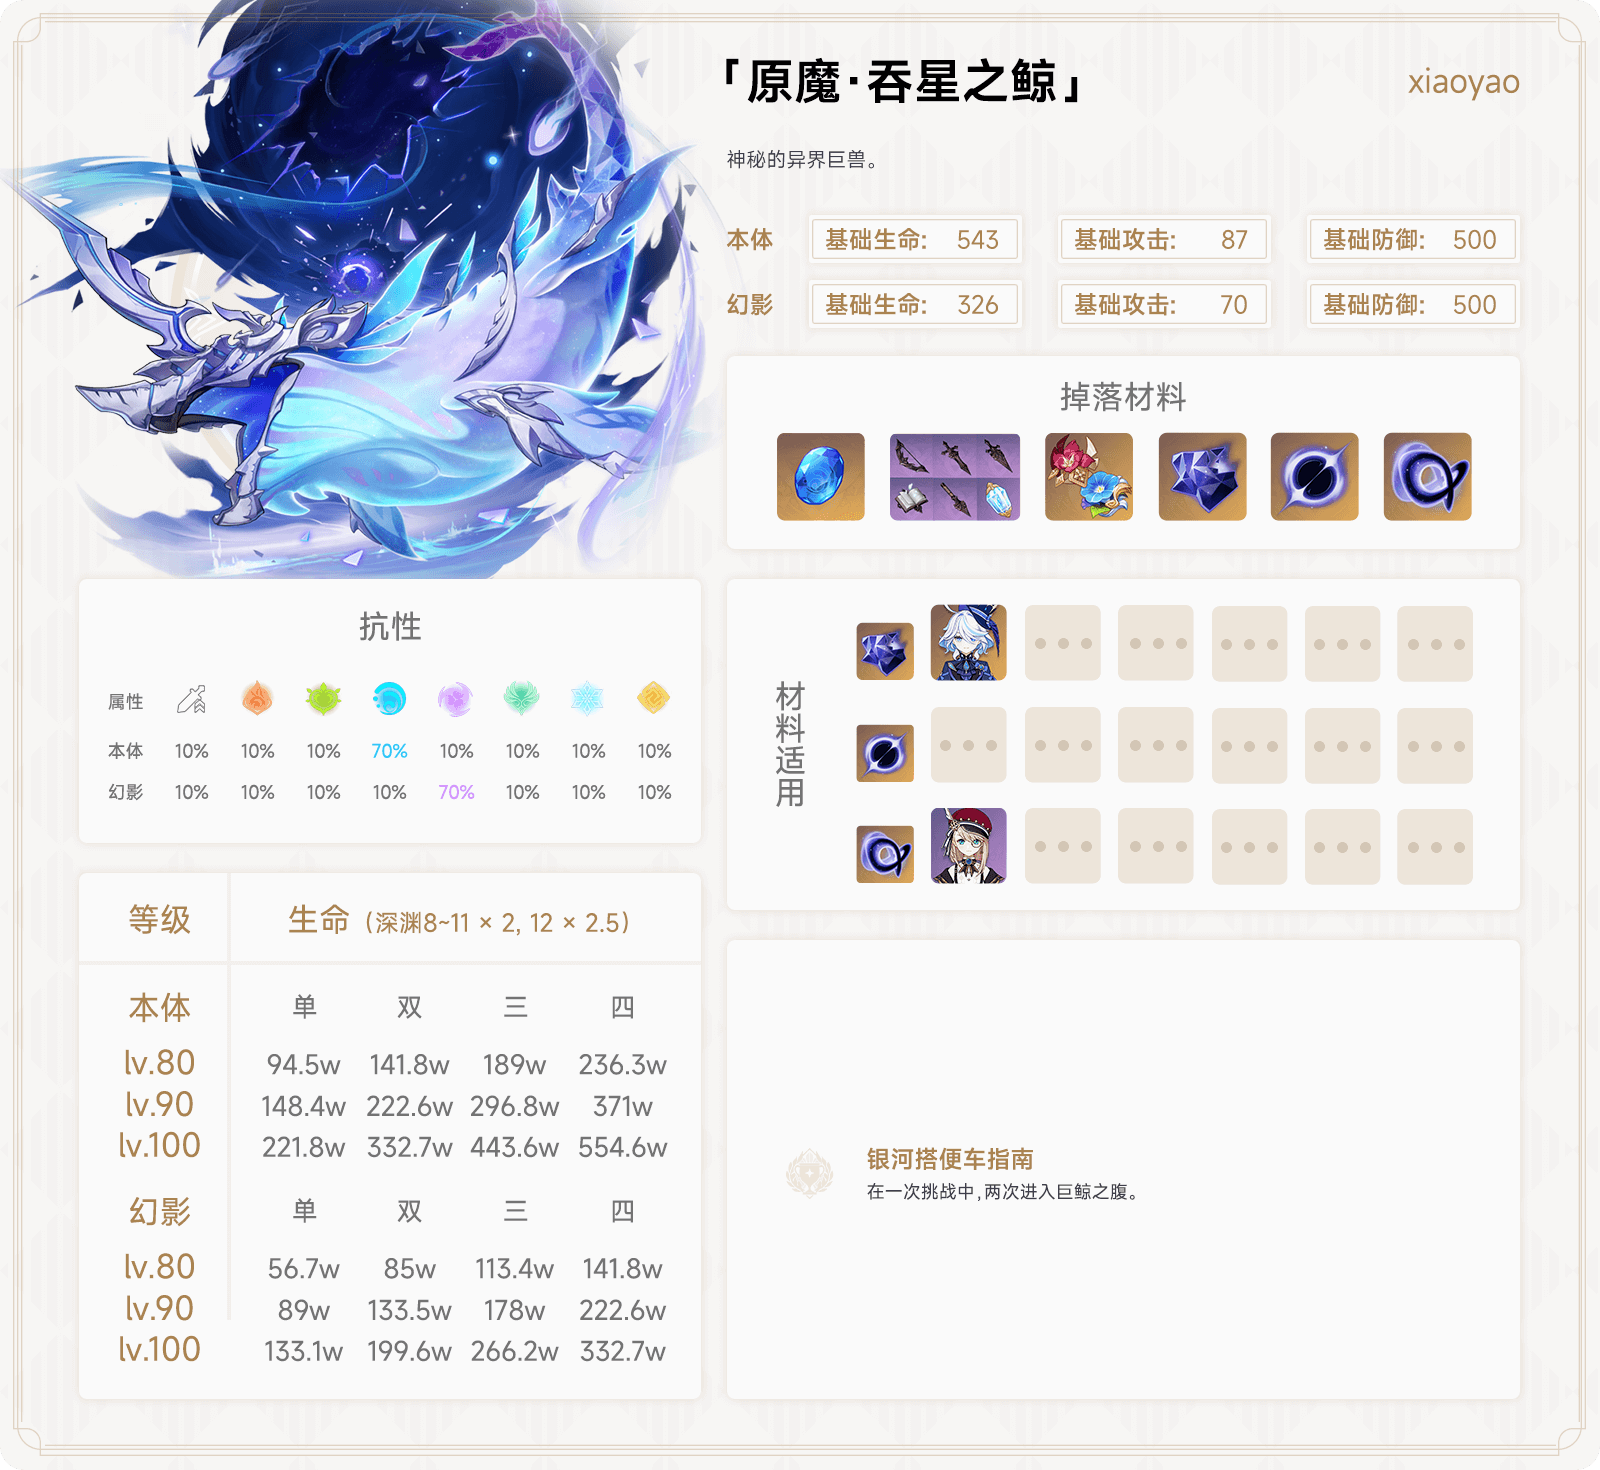 「原魔·吞星之鲸」
xiaoyao
神秘的异界巨兽。
本体 基础生命: 543 基础攻击: 87 基础防御: 500
幻影 基础生命: 326 基础攻击: 70 基础防御: 500
掉落材料
抗性
属性
本体 10% 10% 10% 70% 10% 10% 10% 10%
幻影 10% 10% 10% 10% 70% 10% 10% 10%
材料适用
等级 生命（深渊8~11 × 2, 12 × 2.5）
本体 单 双 三 四
lv.80 94.5w 141.8w 189w 236.3w
lv.90 148.4w 222.6w 296.8w 371w
lv.100 221.8w 332.7w 443.6w 554.6w
幻影 单 双 三 四
lv.80 56.7w 85w 113.4w 141.8w
lv.90 89w 133.5w 178w 222.6w
lv.100 133.1w 199.6w 266.2w 332.7w
银河搭便车指南
在一次挑战中,两次进入巨鲸之腹。